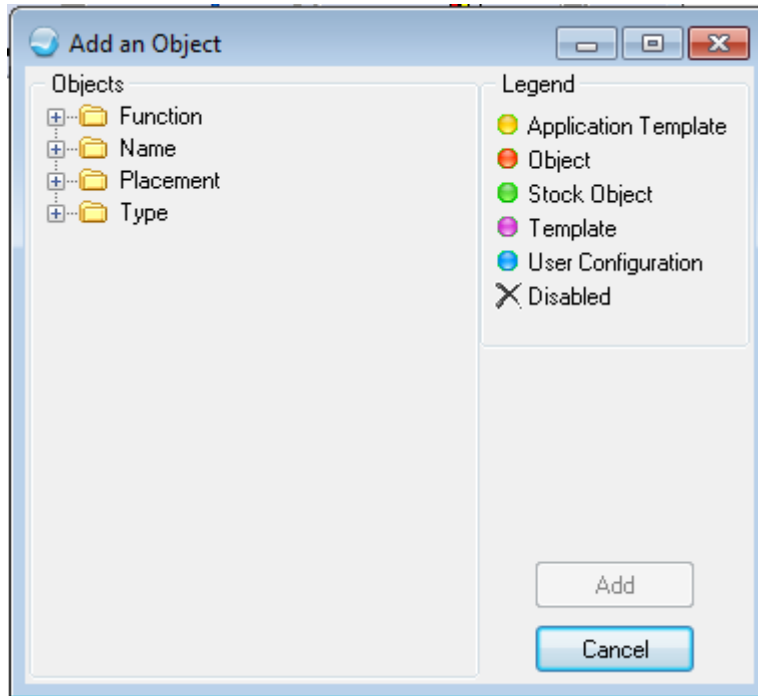 Add an Object
Objects
Function
Name
Placement
Type
Legend
Application Template
Object
Stock Object
Template
User Configuration
Disabled
Add
Cancel